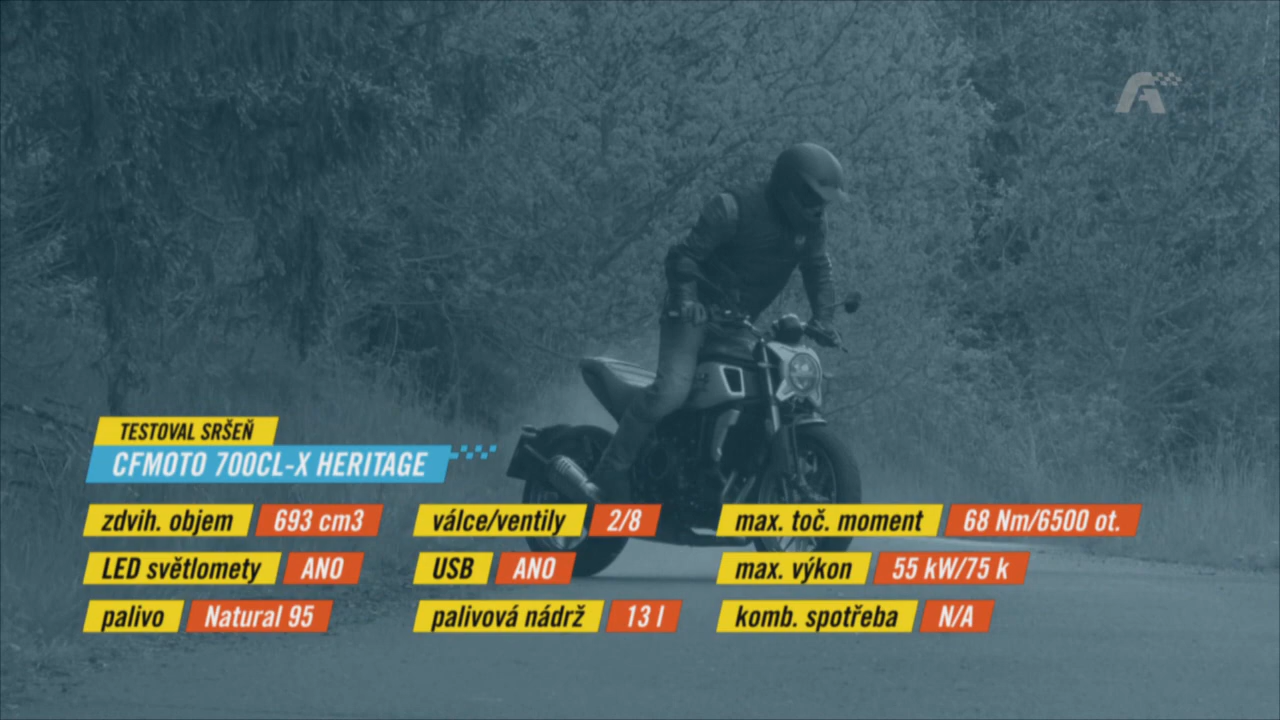 TESTOVAL SRŠEŇ
CFMOTO 700CL-X HERITAGE
zdvih. objem 693 cm3 válce/ventily 2/8 max. toč. moment 68 Nm/6500 ot.
LED světlomety ANO USB ANO max. výkon 55 kW/75 k
palivo Natural 95 palivová nádrž 13 l komb. spotřeba N/A